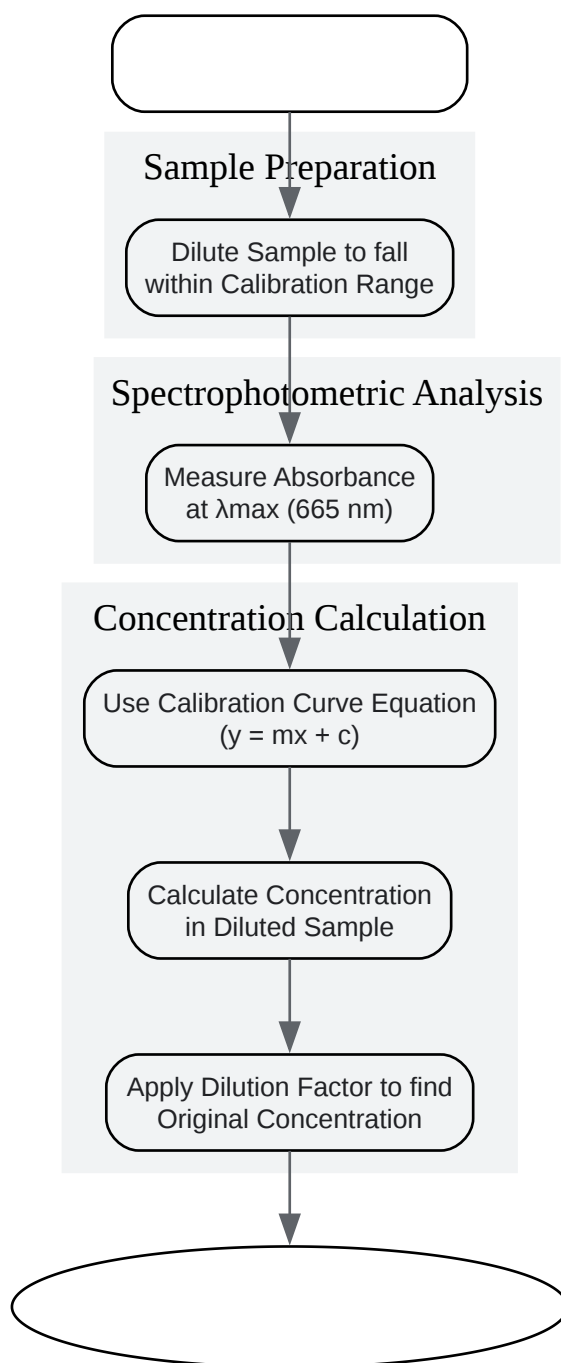 Sample Preparation
Dilute Sample to fall
within Calibration Range
Spectrophotometric Analysis
Measure Absorbance
at λmax (665 nm)
Concentration Calculation
Use Calibration Curve Equation
(y = mx + c)
Calculate Concentration
in Diluted Sample
Apply Dilution Factor to find
Original Concentration